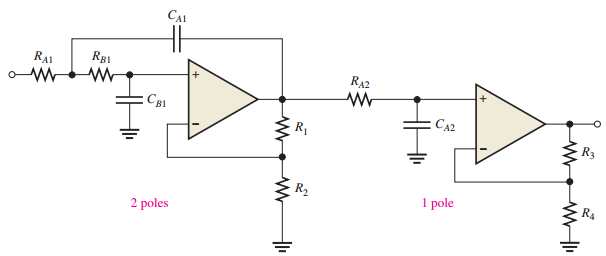 C_A1
R_A1
R_B1
+
C_B1
−
R_1
R_2
2 poles
R_A2
C_A2
+
−
R_3
R_4
1 pole